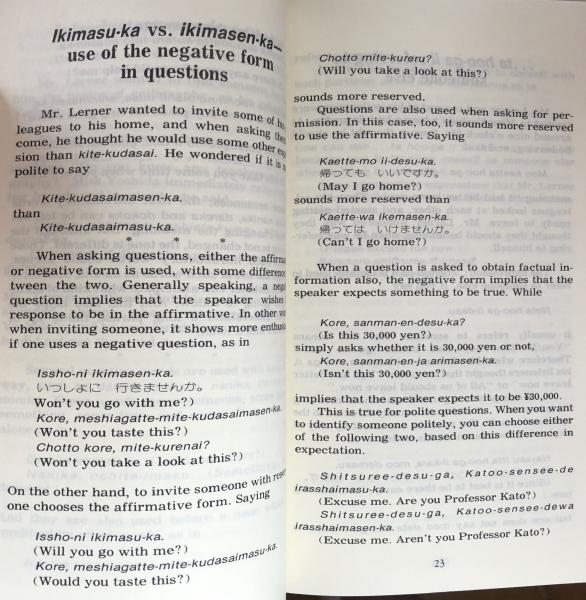 Ikimasu-ka vs. ikimasen-ka—
use of the negative form
in questions
Mr. Lerner wanted to invite some of his
leagues to his home, and when asking them
come, he thought he would use some other
sion than kite-kudasai. He wondered if it is
polite to say
Kite-kudasaimasen-ka.
than
Kite-kudasaimasu-ka.
* * *
When asking questions, either the affirma
or negative form is used, with some difference
tween the two. Generally speaking, a
question implies that the speaker wishes
response to be in the affirmative. In other
when inviting someone, it shows more enthus
if one uses a negative question, as in
Issho-ni ikimasen-ka.
いつしよに 行きませんか。
Won't you go with me?)
Kore, meshiagatte-mite-kudasaimasen-ka.
(Won't you taste this?)
Chotto kore, mite-kurenai?
(Won't you take a look at this?)
On the other hand, to invite someone with
one chooses the affirmative form. Saying
Issho-ni ikimasu-ka.
(Will you go with me?)
Kore, meshiagatte-mite-kudasaimasu-ka.
(Would you taste this?)
Chotto mite-kureru?
(Will you take a look at this?)
sounds more reserved.
Questions are also used when asking for per-
mission. In this case, too, it sounds more reserved
to use the affirmative. Saying
Kaette-mo ii-desu-ka.
帰っても いいですか。
(May I go home?)
sounds more reserved than
Kaette-wa ikemasen-ka.
帰っては いけませんか。
(Can't I go home?)
When a question is asked to obtain factual in-
formation also, the negative form implies that the
speaker expects something to be true. While
Kore, sanman-en-desu-ka?
(Is this 30,000 yen?)
simply asks whether it is 30,000 yen or not,
Kore, sanman-en-ja arimasen-ka.
(Isn't this 30,000 yen?)
implies that the speaker expects it to be ¥30,000.
This is true for polite questions. When you want
to identify someone politely, you can choose either
of the following two, based on this difference in
expectation.
Shitsuree-desu-ga, Katoo-sensee-de
irasshaimasu-ka.
(Excuse me. Are you Professor Kato?)
Shitsuree-desu-ga, Katoo-sensee-dewa
irasshaimasen-ka.
(Excuse me. Aren't you Professor Kato?)
23